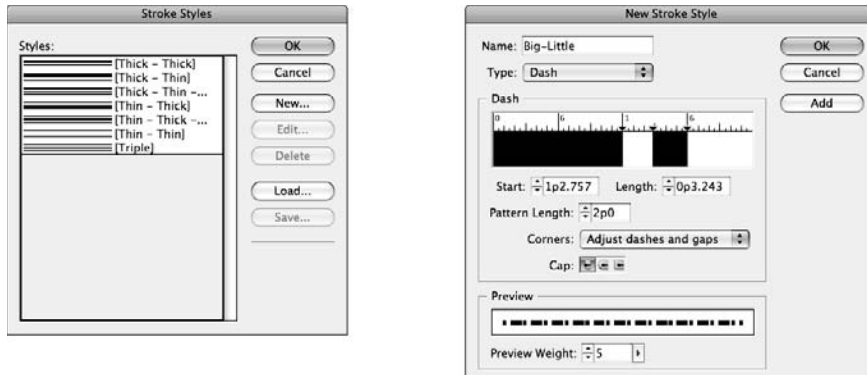 Stroke Styles
Styles:
[Thick - Thick]
[Thick - Thin]
[Thick - Thin -...
[Thin - Thick]
[Thin - Thick -...
[Thin - Thin]
[Triple]
OK
Cancel
New...
Edit...
Delete
Load...
Save...
New Stroke Style
Name: Big-Little
Type: Dash
OK
Cancel
Add
Dash
0 6 1 6
Start: 1p2.757 Length: 0p3.243
Pattern Length: 2p0
Corners: Adjust dashes and gaps
Cap:
Preview
Preview Weight: 5